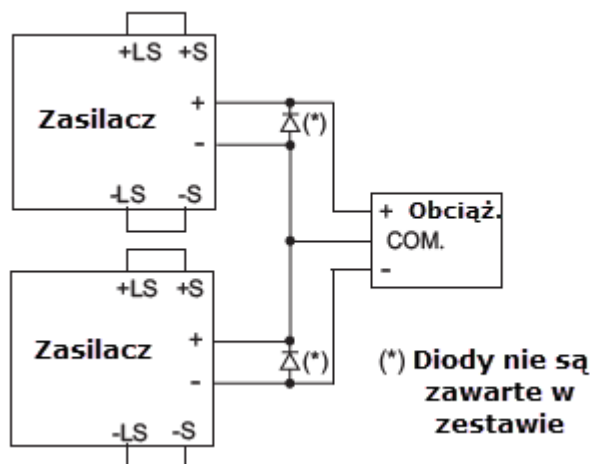 +LS +S
Zasilacz
+
(*)
-
-LS -S
+ Obciąż.
COM.
-
+LS +S
Zasilacz
+
(*)
-
-LS -S
(*) Diody nie są
zawarte w
zestawie